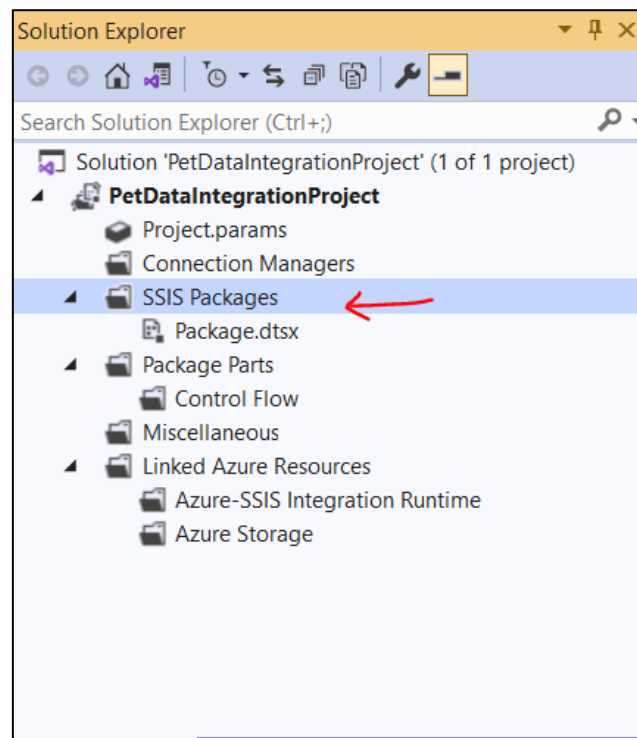 Solution Explorer
Search Solution Explorer (Ctrl+;)
Solution 'PetDataIntegrationProject' (1 of 1 project)
PetDataIntegrationProject
Project.params
Connection Managers
SSIS Packages
Package.dtsx
Package Parts
Control Flow
Miscellaneous
Linked Azure Resources
Azure-SSIS Integration Runtime
Azure Storage